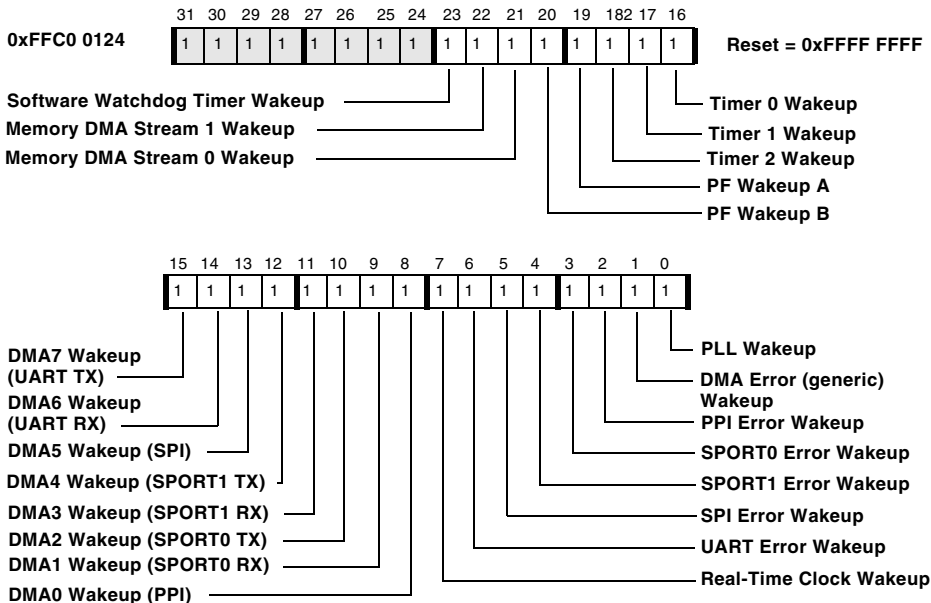 31 30 29 28 27 26 25 24 23 22 21 20 19 182 17 16
0xFFC0 0124
1 1 1 1 1 1 1 1 1 1 1 1 1 1 1 1
Reset = 0xFFFF FFFF
Software Watchdog Timer Wakeup
Memory DMA Stream 1 Wakeup
Memory DMA Stream 0 Wakeup
Timer 0 Wakeup
Timer 1 Wakeup
Timer 2 Wakeup
PF Wakeup A
PF Wakeup B
15 14 13 12 11 10 9 8 7 6 5 4 3 2 1 0
1 1 1 1 1 1 1 1 1 1 1 1 1 1 1 1
DMA7 Wakeup
(UART TX)
DMA6 Wakeup
(UART RX)
DMA5 Wakeup (SPI)
DMA4 Wakeup (SPORT1 TX)
DMA3 Wakeup (SPORT1 RX)
DMA2 Wakeup (SPORT0 TX)
DMA1 Wakeup (SPORT0 RX)
DMA0 Wakeup (PPI)
PLL Wakeup
DMA Error (generic)
Wakeup
PPI Error Wakeup
SPORT0 Error Wakeup
SPORT1 Error Wakeup
SPI Error Wakeup
UART Error Wakeup
Real-Time Clock Wakeup